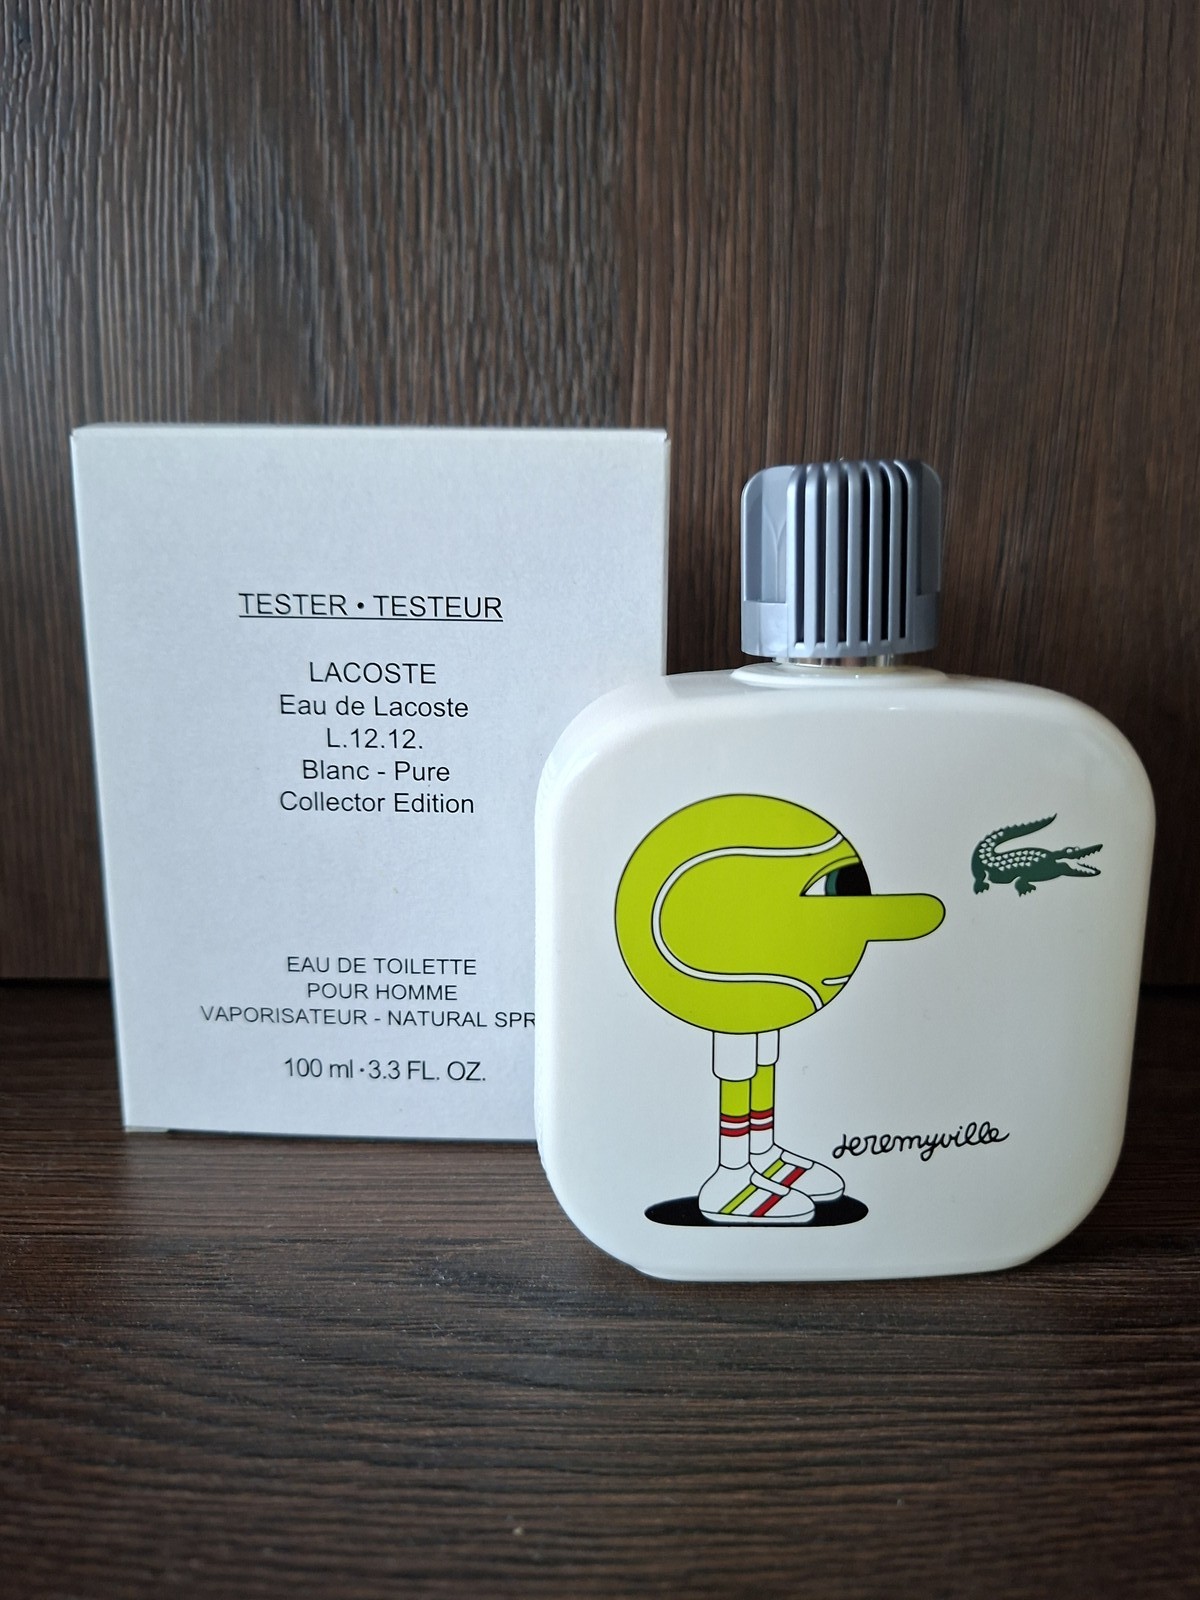 TESTER • TESTEUR
LACOSTE
Eau de Lacoste
L.12.12.
Blanc - Pure
Collector Edition
EAU DE TOILETTE
POUR HOMME
VAPORISATEUR - NATURAL SPR
100 ml • 3.3 FL. OZ.
Jeremyville